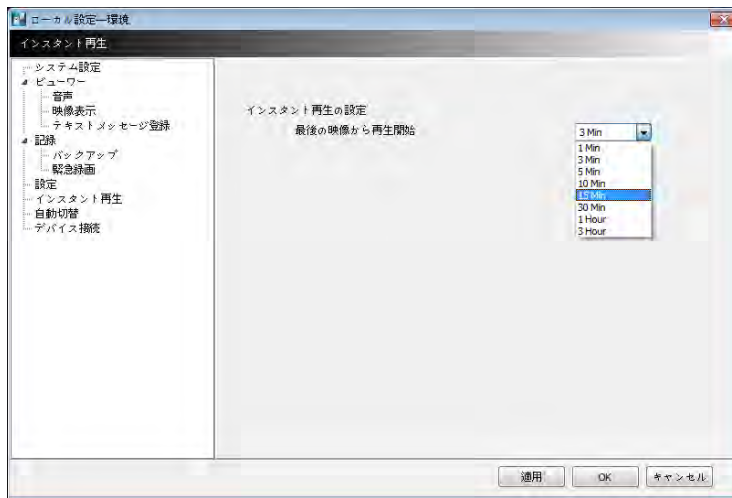 ローカル設定―環境
インスタント再生
システム設定
ビューワー
音声
映像表示
テキストメッセージ登録
記録
バックアップ
緊急録画
設定
インスタント再生
自動切替
デバイス接続
インスタント再生の設定
最後の映像から再生開始
3 Min
1 Min
3 Min
5 Min
10 Min
15 Min
30 Min
1 Hour
3 Hour
適用
OK
キャンセル